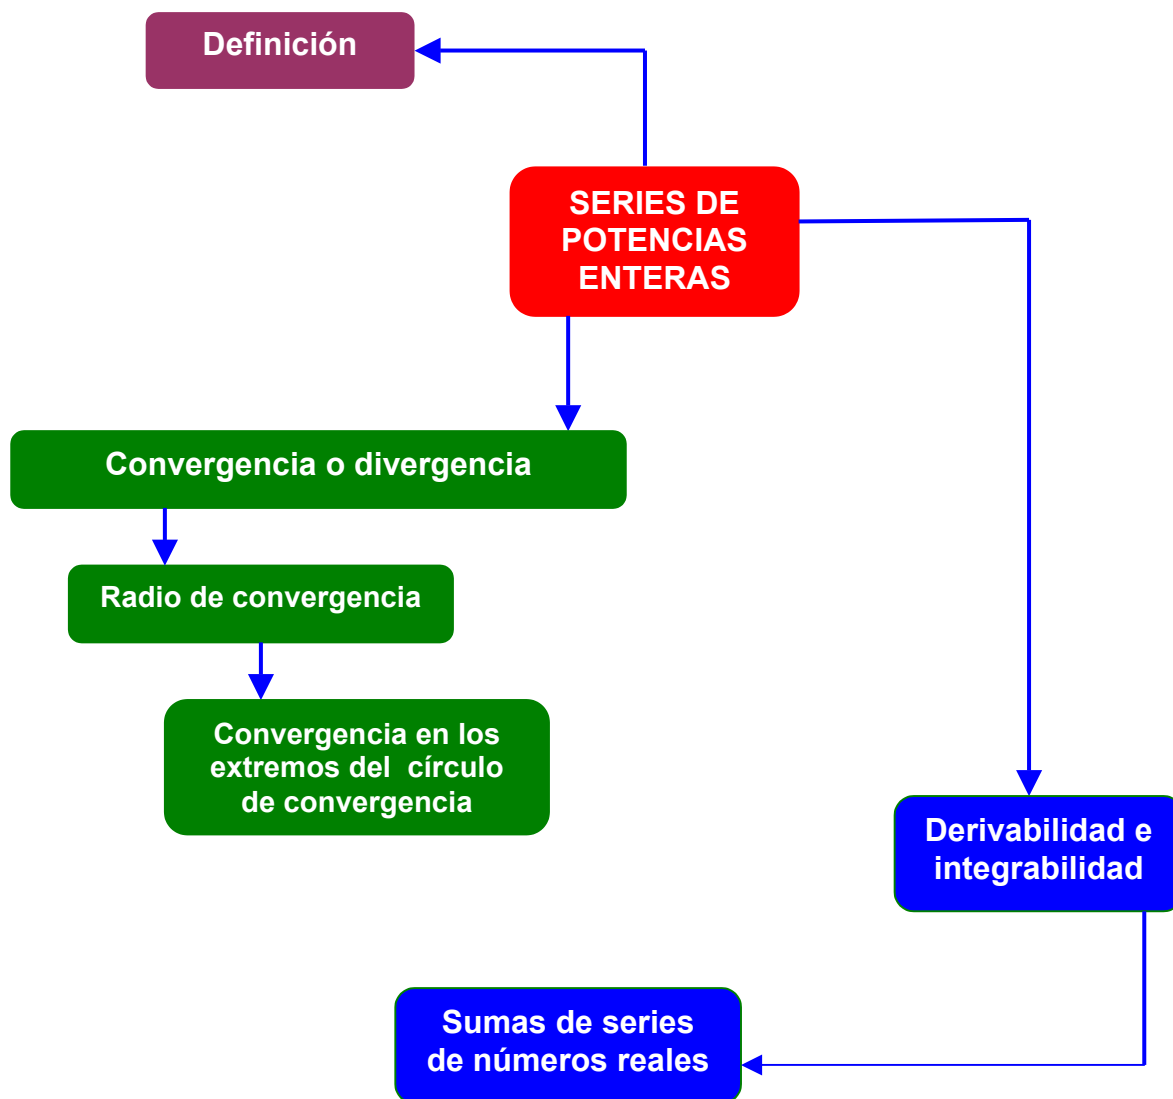 Definición
SERIES DE
POTENCIAS
ENTERAS
Convergencia o divergencia
Radio de convergencia
Convergencia en los
extremos del círculo
de convergencia
Derivabilidad e
integrabilidad
Sumas de series
de números reales